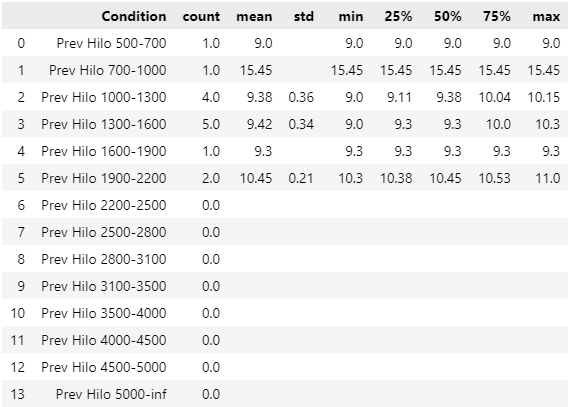 Condition count mean std min 25% 50% 75% max
0 Prev Hilo 500-700 1.0 9.0 9.0 9.0 9.0 9.0 9.0
1 Prev Hilo 700-1000 1.0 15.45 15.45 15.45 15.45 15.45 15.45
2 Prev Hilo 1000-1300 4.0 9.38 0.36 9.0 9.11 9.38 10.04 10.15
3 Prev Hilo 1300-1600 5.0 9.42 0.34 9.0 9.3 9.3 10.0 10.3
4 Prev Hilo 1600-1900 1.0 9.3 9.3 9.3 9.3 9.3 9.3
5 Prev Hilo 1900-2200 2.0 10.45 0.21 10.3 10.38 10.45 10.53 11.0
6 Prev Hilo 2200-2500 0.0
7 Prev Hilo 2500-2800 0.0
8 Prev Hilo 2800-3100 0.0
9 Prev Hilo 3100-3500 0.0
10 Prev Hilo 3500-4000 0.0
11 Prev Hilo 4000-4500 0.0
12 Prev Hilo 4500-5000 0.0
13 Prev Hilo 5000-inf 0.0